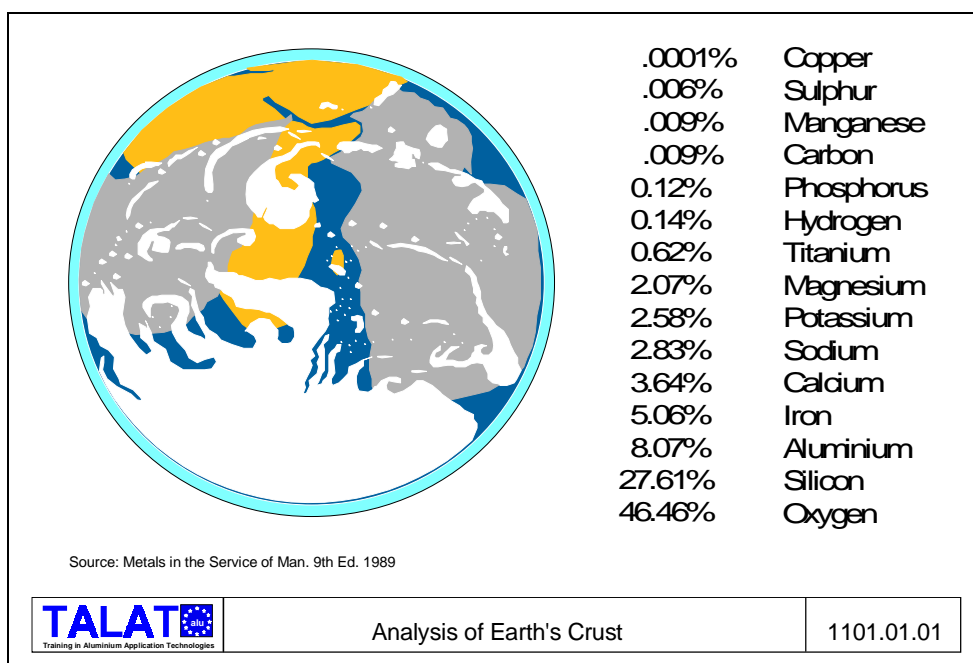 .0001% Copper
.006% Sulphur
.009% Manganese
.009% Carbon
0.12% Phosphorus
0.14% Hydrogen
0.62% Titanium
2.07% Magnesium
2.58% Potassium
2.83% Sodium
3.64% Calcium
5.06% Iron
8.07% Aluminium
27.61% Silicon
46.46% Oxygen
Source: Metals in the Service of Man. 9th Ed. 1989
TALAT alu
Training in Aluminium Application Technologies
Analysis of Earth's Crust
1101.01.01